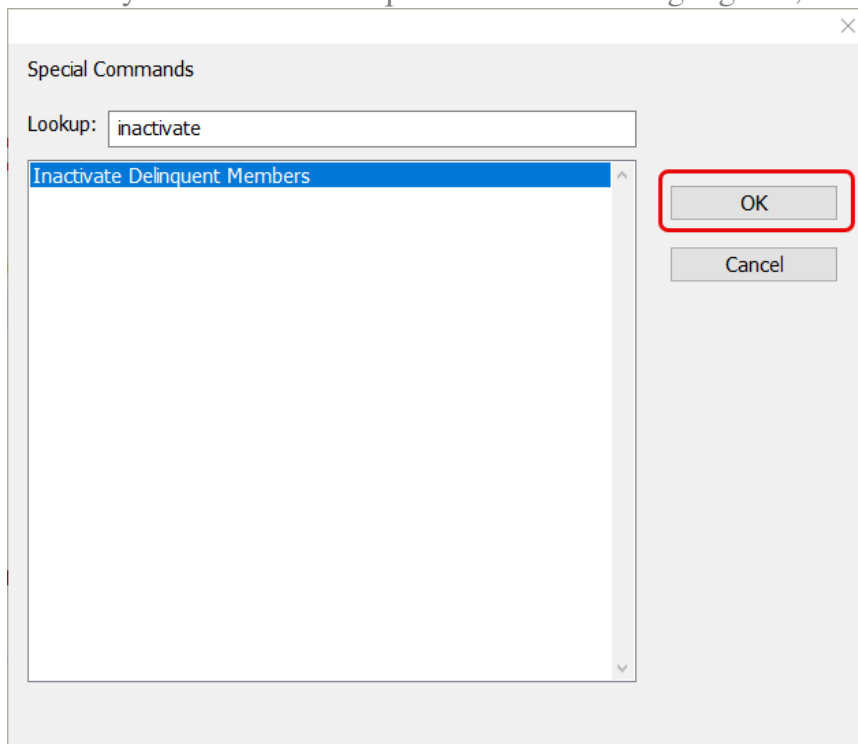 Special Commands
Lookup: inactivate
Inactivate Delinquent Members
OK
Cancel